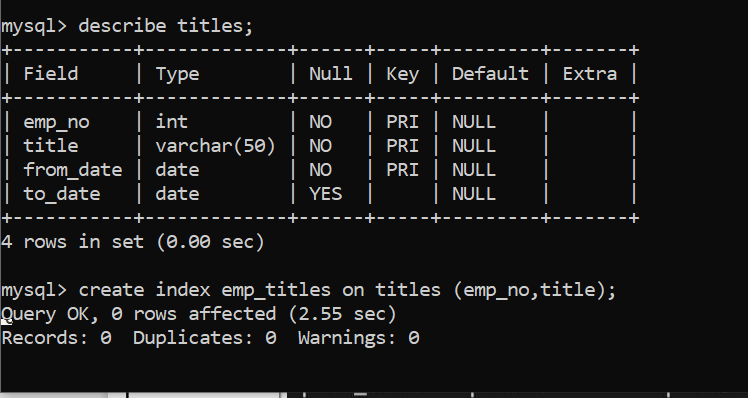 mysql> describe titles;
+-----------+-------------+------+-----+---------+-------+
| Field     | Type        | Null | Key | Default | Extra |
+-----------+-------------+------+-----+---------+-------+
| emp_no    | int         | NO   | PRI | NULL    |       |
| title     | varchar(50) | NO   | PRI | NULL    |       |
| from_date | date        | NO   | PRI | NULL    |       |
| to_date   | date        | YES  |     | NULL    |       |
+-----------+-------------+------+-----+---------+-------+
4 rows in set (0.00 sec)
mysql> create index emp_titles on titles (emp_no,title);
Query OK, 0 rows affected (2.55 sec)
Records: 0  Duplicates: 0  Warnings: 0